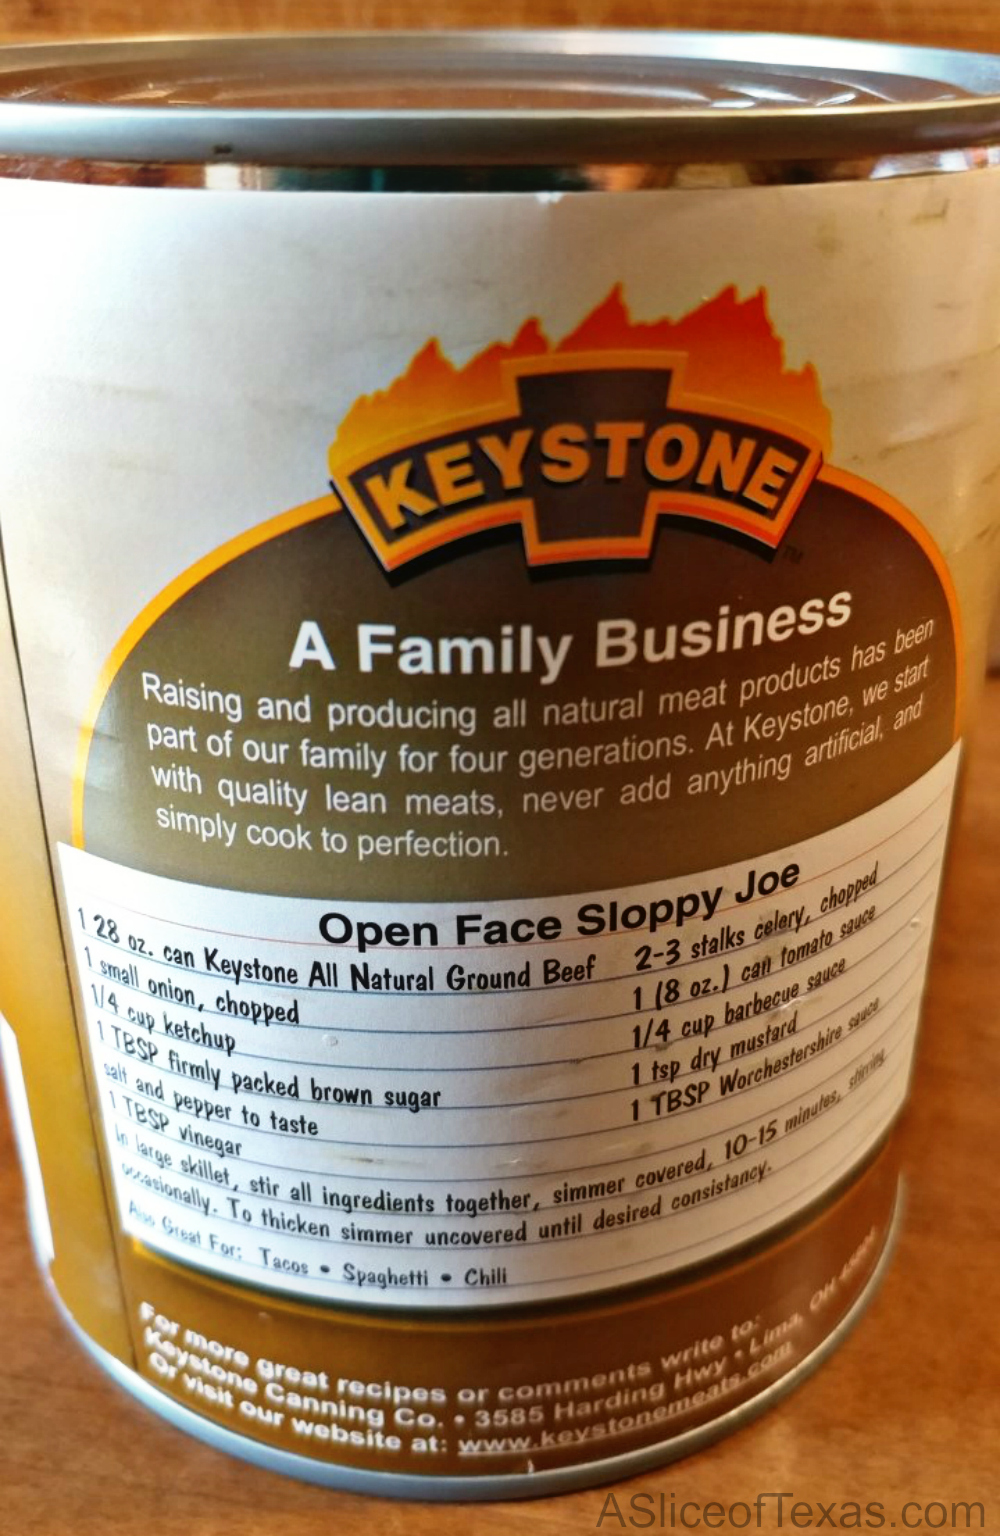 KEYSTONE
TM
A Family Business
Raising and producing all natural meat products has been
part of our family for four generations. At Keystone, we start
with quality lean meats, never add anything artificial, and
simply cook to perfection.
Open Face Sloppy Joe
1 28 oz. can Keystone All Natural Ground Beef
1 small onion, chopped
1/4 cup ketchup
1 TBSP firmly packed brown sugar
salt and pepper to taste
1 TBSP vinegar
2-3 stalks celery, chopped
1 (8 oz.) can tomato sauce
1/4 cup barbecue sauce
1 tsp dry mustard
1 TBSP Worchestershire sauce
In large skillet, stir all ingredients together, simmer covered, 10-15 minutes, stirring
occasionally. To thicken simmer uncovered until desired consistancy.
Also Great For: Tacos • Spaghetti • Chili
For more great recipes or comments write to:
Keystone Canning Co. • 3585 Harding Hwy • Lima, OH
Or visit our website at: www.keystonemeats.com
ASliceofTexas.com